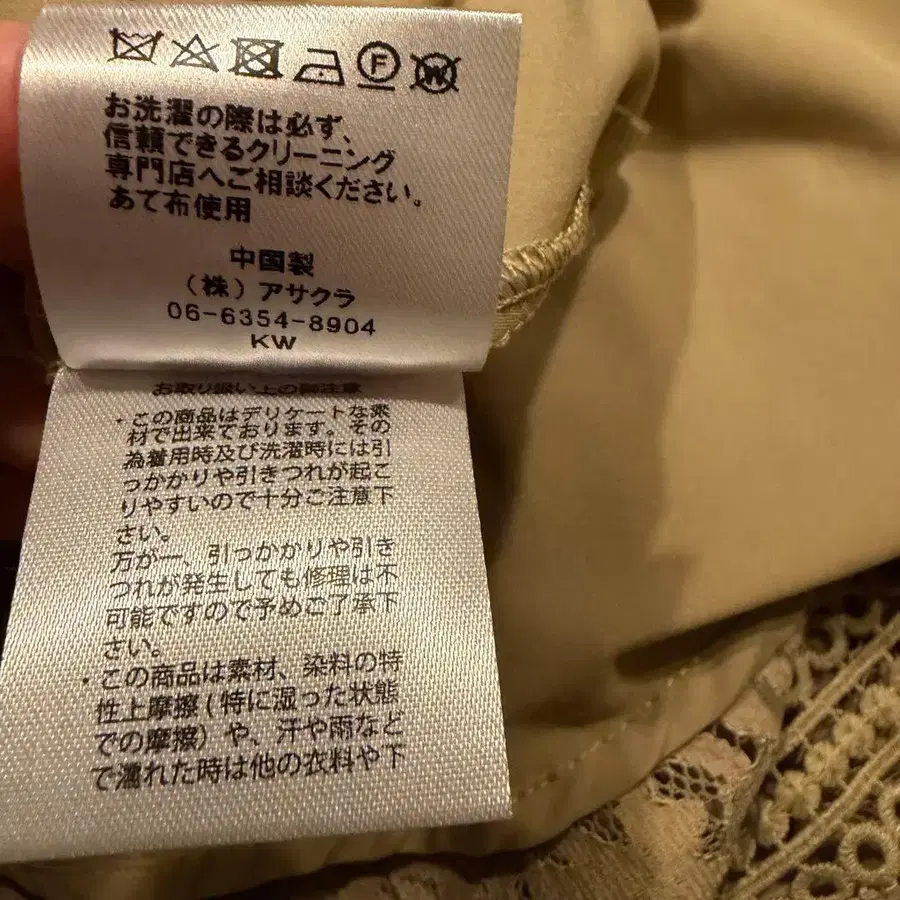 F W
お洗濯の際は必ず、
信頼できるクリーニング
専門店へご相談ください。
あて布使用
中国製
（株）アサクラ
06-6354-8904
KW
お取り扱い上の御注意
・この商品はデリケートな素
材で出来ております。その
為着用時及び洗濯時には引
っかかりや引きつれが起こ
りやすいので十分ご注意下
さい。
万が一、引っかかりや引き
つれが発生しても修理は不
可能ですので予めご了承下
さい。
・この商品は素材、染料の特
性上摩擦(特に湿った状態
での摩擦)や、汗や雨などで
で濡れた時は他の衣料や下